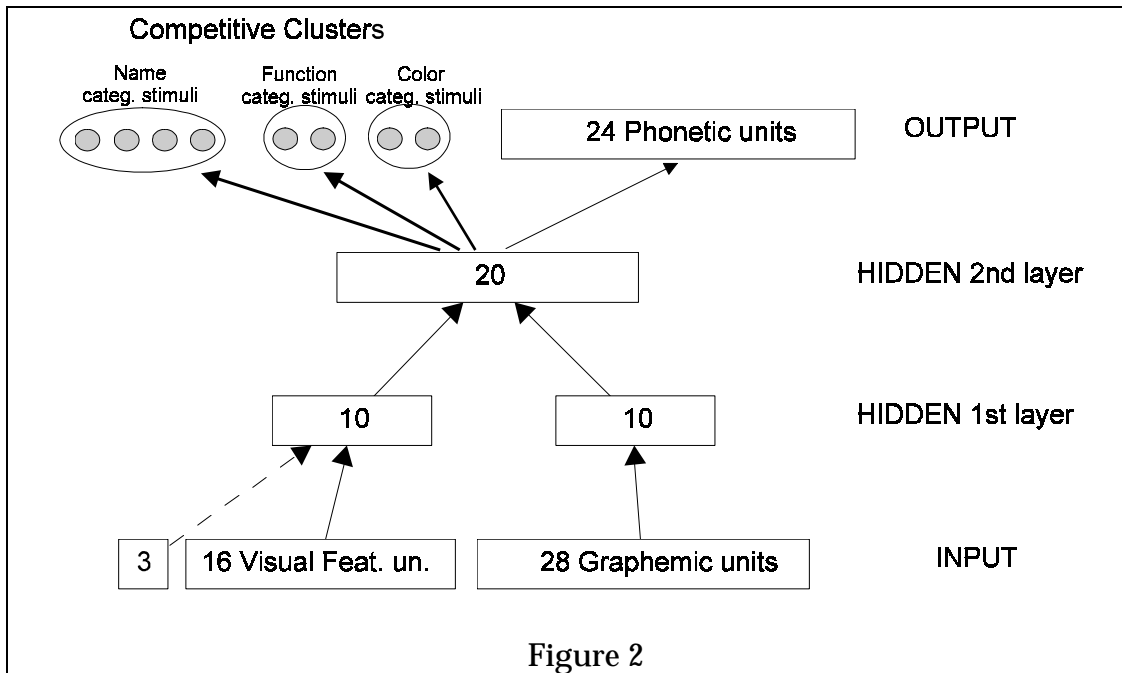 Competitive Clusters
Name
categ. stimuli
Function
categ. stimuli
Color
categ. stimuli
24 Phonetic units
OUTPUT
20
HIDDEN 2nd layer
10
10
HIDDEN 1st layer
3
16 Visual Feat. un.
28 Graphemic units
INPUT
Figure 2